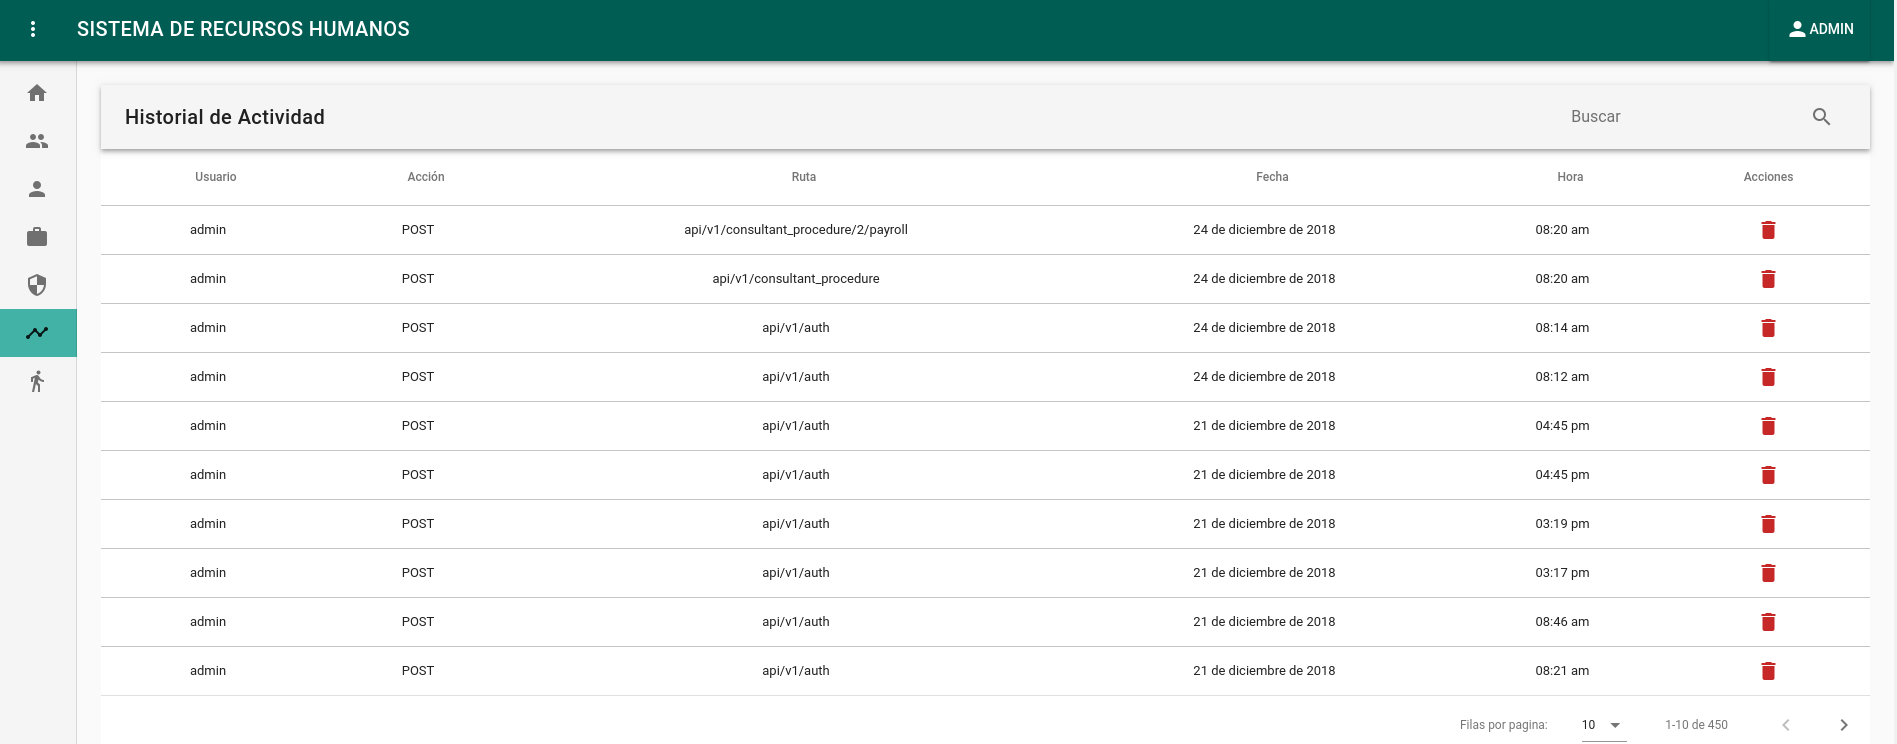 SISTEMA DE RECURSOS HUMANOS ADMIN
Historial de Actividad Buscar
Usuario Acción Ruta Fecha Hora Acciones
admin POST api/v1/consultant_procedure/2/payroll 24 de diciembre de 2018 08:20 am
admin POST api/v1/consultant_procedure 24 de diciembre de 2018 08:20 am
admin POST api/v1/auth 24 de diciembre de 2018 08:14 am
admin POST api/v1/auth 24 de diciembre de 2018 08:12 am
admin POST api/v1/auth 21 de diciembre de 2018 04:45 pm
admin POST api/v1/auth 21 de diciembre de 2018 04:45 pm
admin POST api/v1/auth 21 de diciembre de 2018 03:19 pm
admin POST api/v1/auth 21 de diciembre de 2018 03:17 pm
admin POST api/v1/auth 21 de diciembre de 2018 08:46 am
admin POST api/v1/auth 21 de diciembre de 2018 08:21 am
Filas por pagina: 10 1-10 de 450